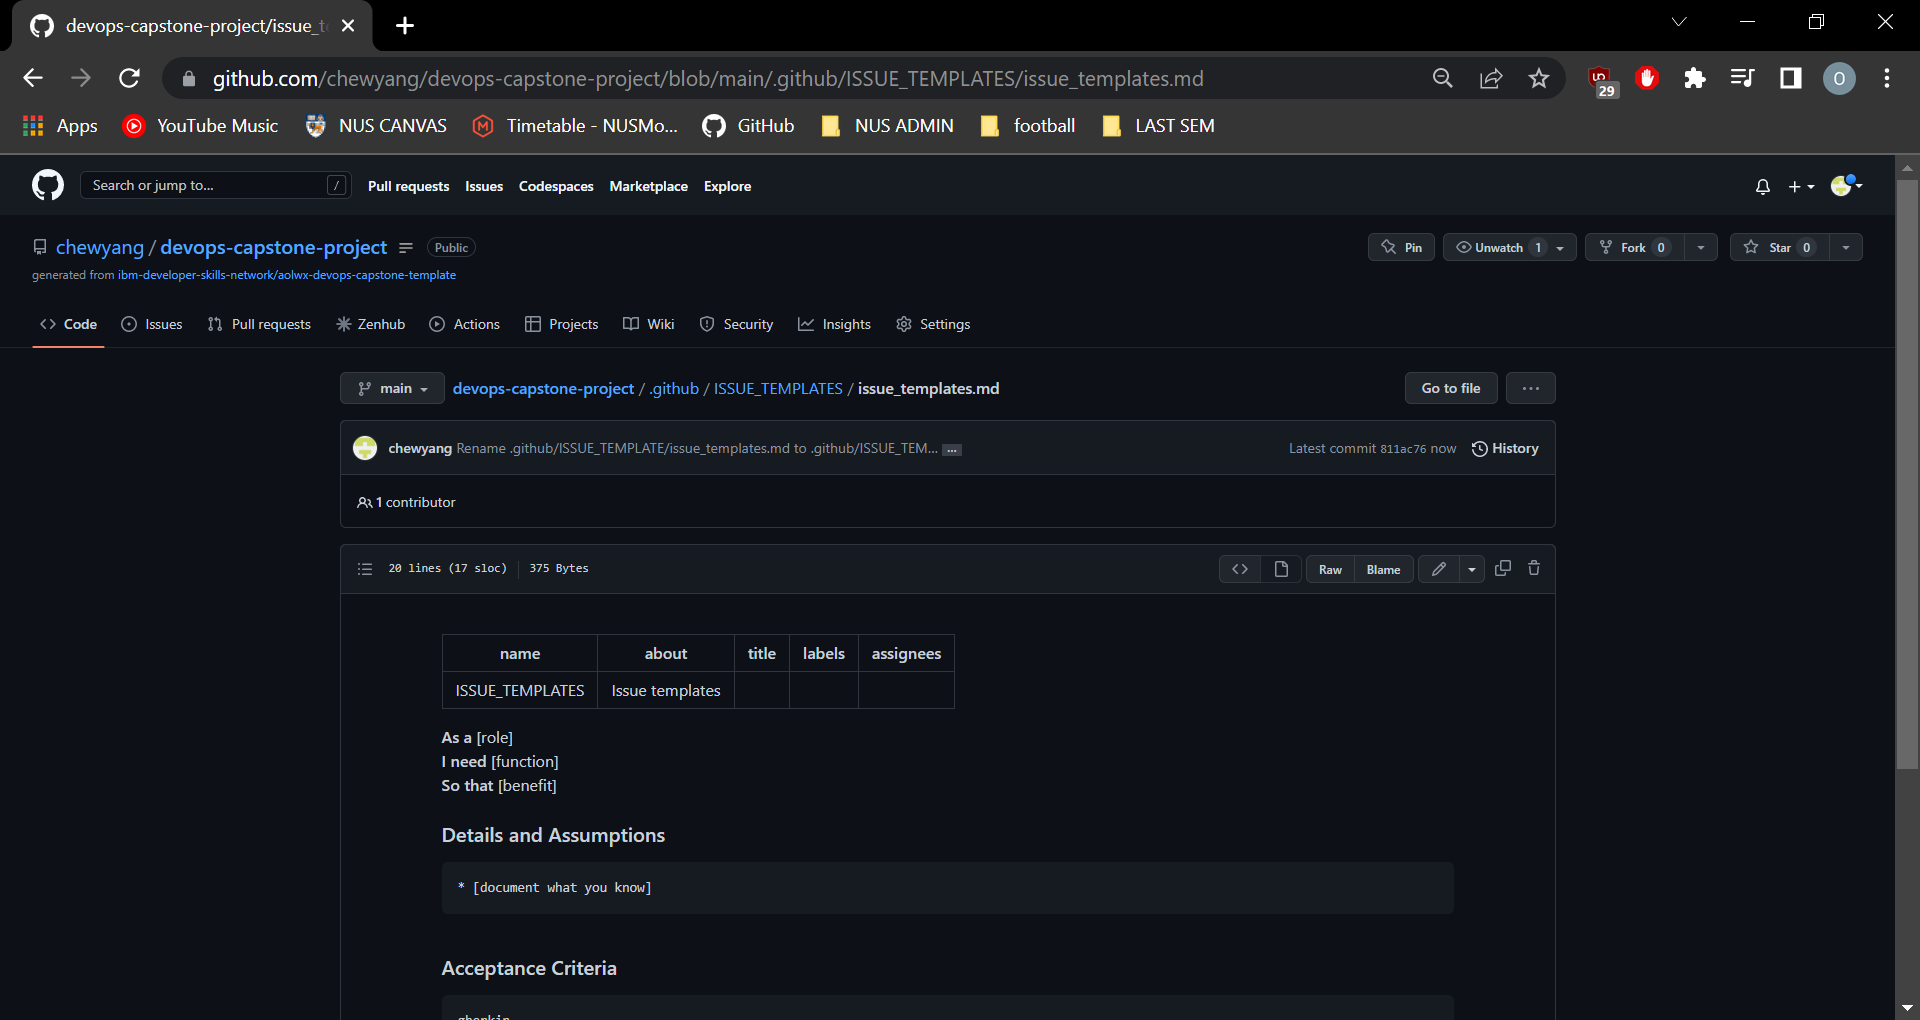 devops-capstone-project/issue_t
github.com/chewyang/devops-capstone-project/blob/main/.github/ISSUE_TEMPLATES/issue_templates.md
29
O
Apps YouTube Music NUS CANVAS Timetable - NUSMo... GitHub NUS ADMIN football LAST SEM
Search or jump to... / Pull requests Issues Codespaces Marketplace Explore
chewyang / devops-capstone-project Public Pin Unwatch 1 Fork 0 Star 0
generated from ibm-developer-skills-network/aolwx-devops-capstone-template
Code Issues Pull requests Zenhub Actions Projects Wiki Security Insights Settings
main devops-capstone-project / .github / ISSUE_TEMPLATES / issue_templates.md Go to file ...
chewyang Rename .github/ISSUE_TEMPLATE/issue_templates.md to .github/ISSUE_TEM... ... Latest commit 811ac76 now History
1 contributor
20 lines (17 sloc) 375 Bytes <> Raw Blame
name about title labels assignees
ISSUE_TEMPLATES Issue templates
As a [role]
I need [function]
So that [benefit]
Details and Assumptions
* [document what you know]
Acceptance Criteria